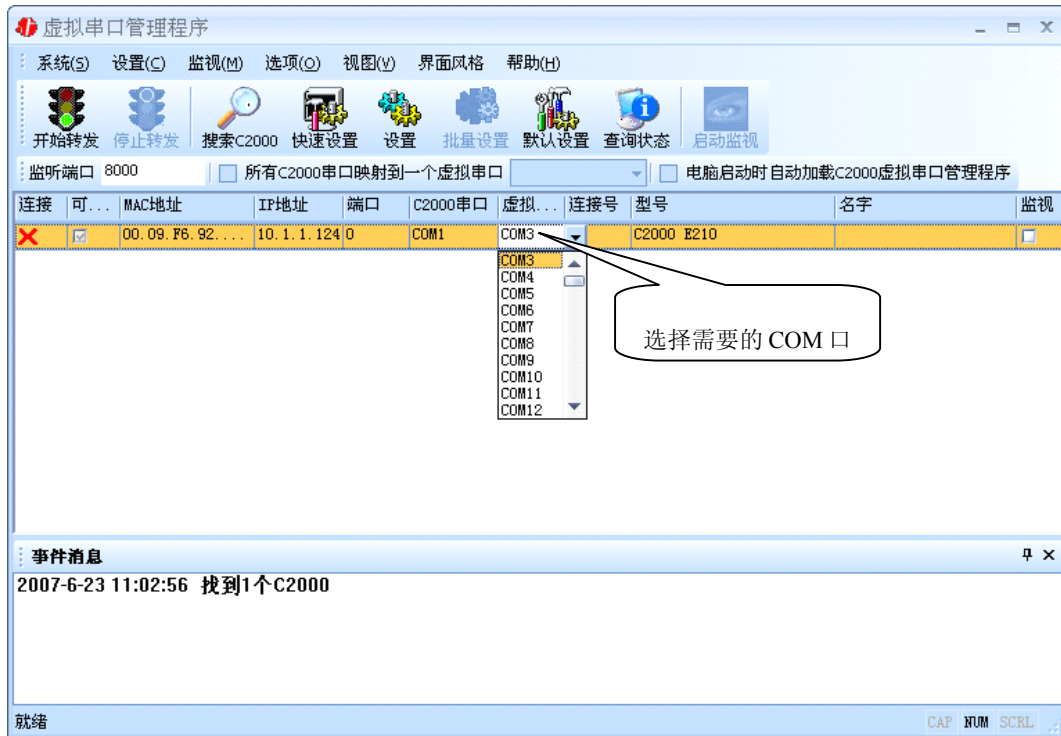 虚拟串口管理程序
系统(S) 设置(C) 监视(M) 选项(O) 视图(V) 界面风格 帮助(H)
开始转发 停止转发 搜索C2000 快速设置 设置 批量设置 默认设置 查询状态 启动监视
监听端口 8000 所有C2000串口映射到一个虚拟串口 电脑启动时自动加载C2000虚拟串口管理程序
连接 可... MAC地址 IP地址 端口 C2000串口 虚拟... 连接号 型号 名字 监视
00.09.F6.92.... 10.1.1.124 0 COM1 COM3 C2000 E210
COM3
COM4
COM5
COM6
COM7
COM8
COM9
COM10
COM11
COM12
选择需要的 COM 口
事件消息
2007-6-23 11:02:56 找到1个C2000
就绪 CAP NUM SCRL